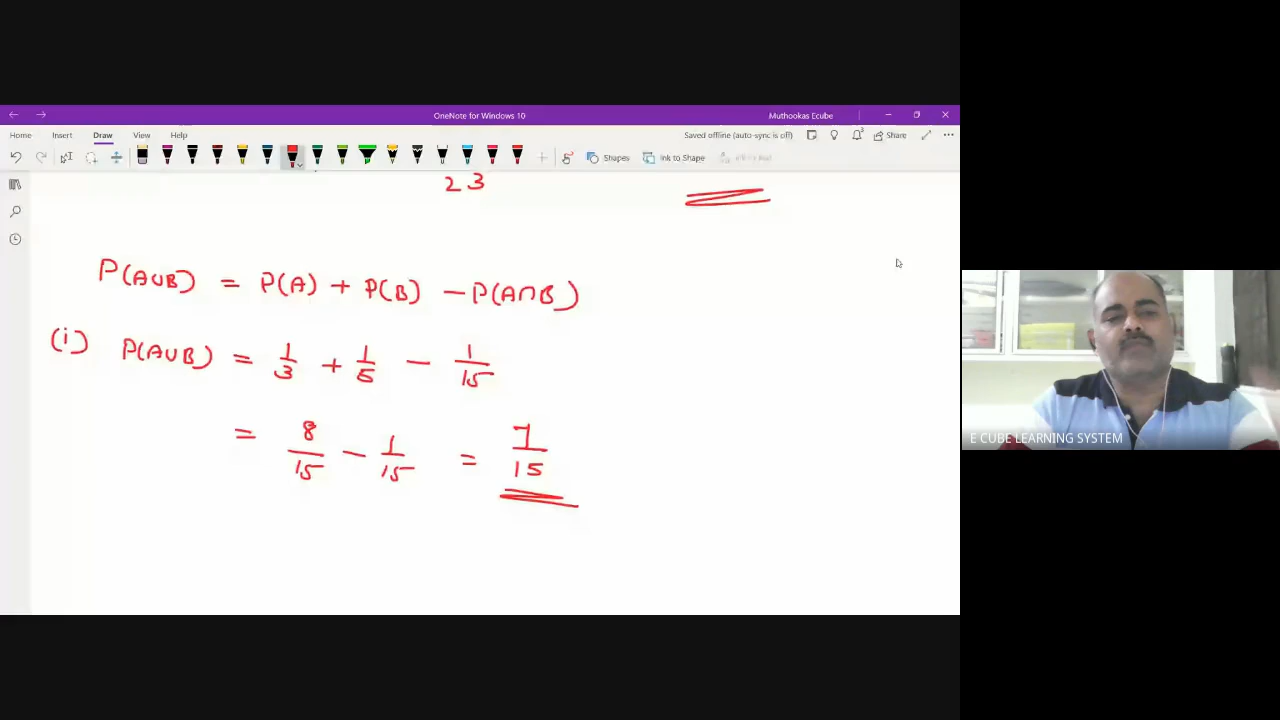 OneNote for Windows 10
Muthookas Ecube
Home Insert Draw View Help
Saved offline (auto-sync is off)
Share
Shapes
Ink to Shape
23
P(A∪B) = P(A) + P(B) - P(A∩B)
(i) P(A∪B) = 1/3 + 1/5 - 1/15
= 8/15 - 1/15 = 7/15
E CUBE LEARNING SYSTEM